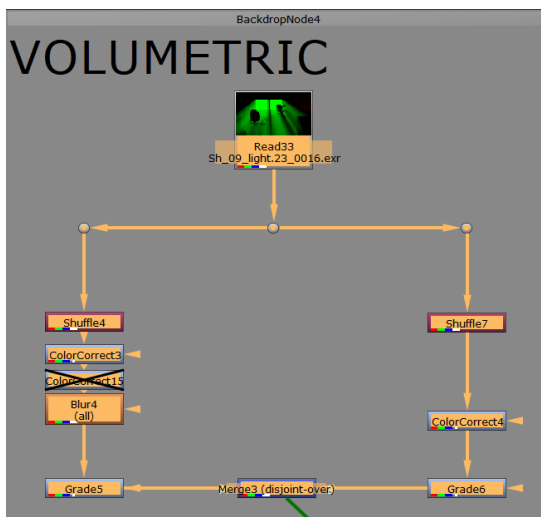 BackdropNode4
VOLUMETRIC
Read33
Sh_09_light.23_0016.exr
Shuffle4
Shuffle7
ColorCorrect3
ColorCorrect15
Blur4
(all)
ColorCorrect4
Grade5
Merge3 (disjoint-over)
Grade6